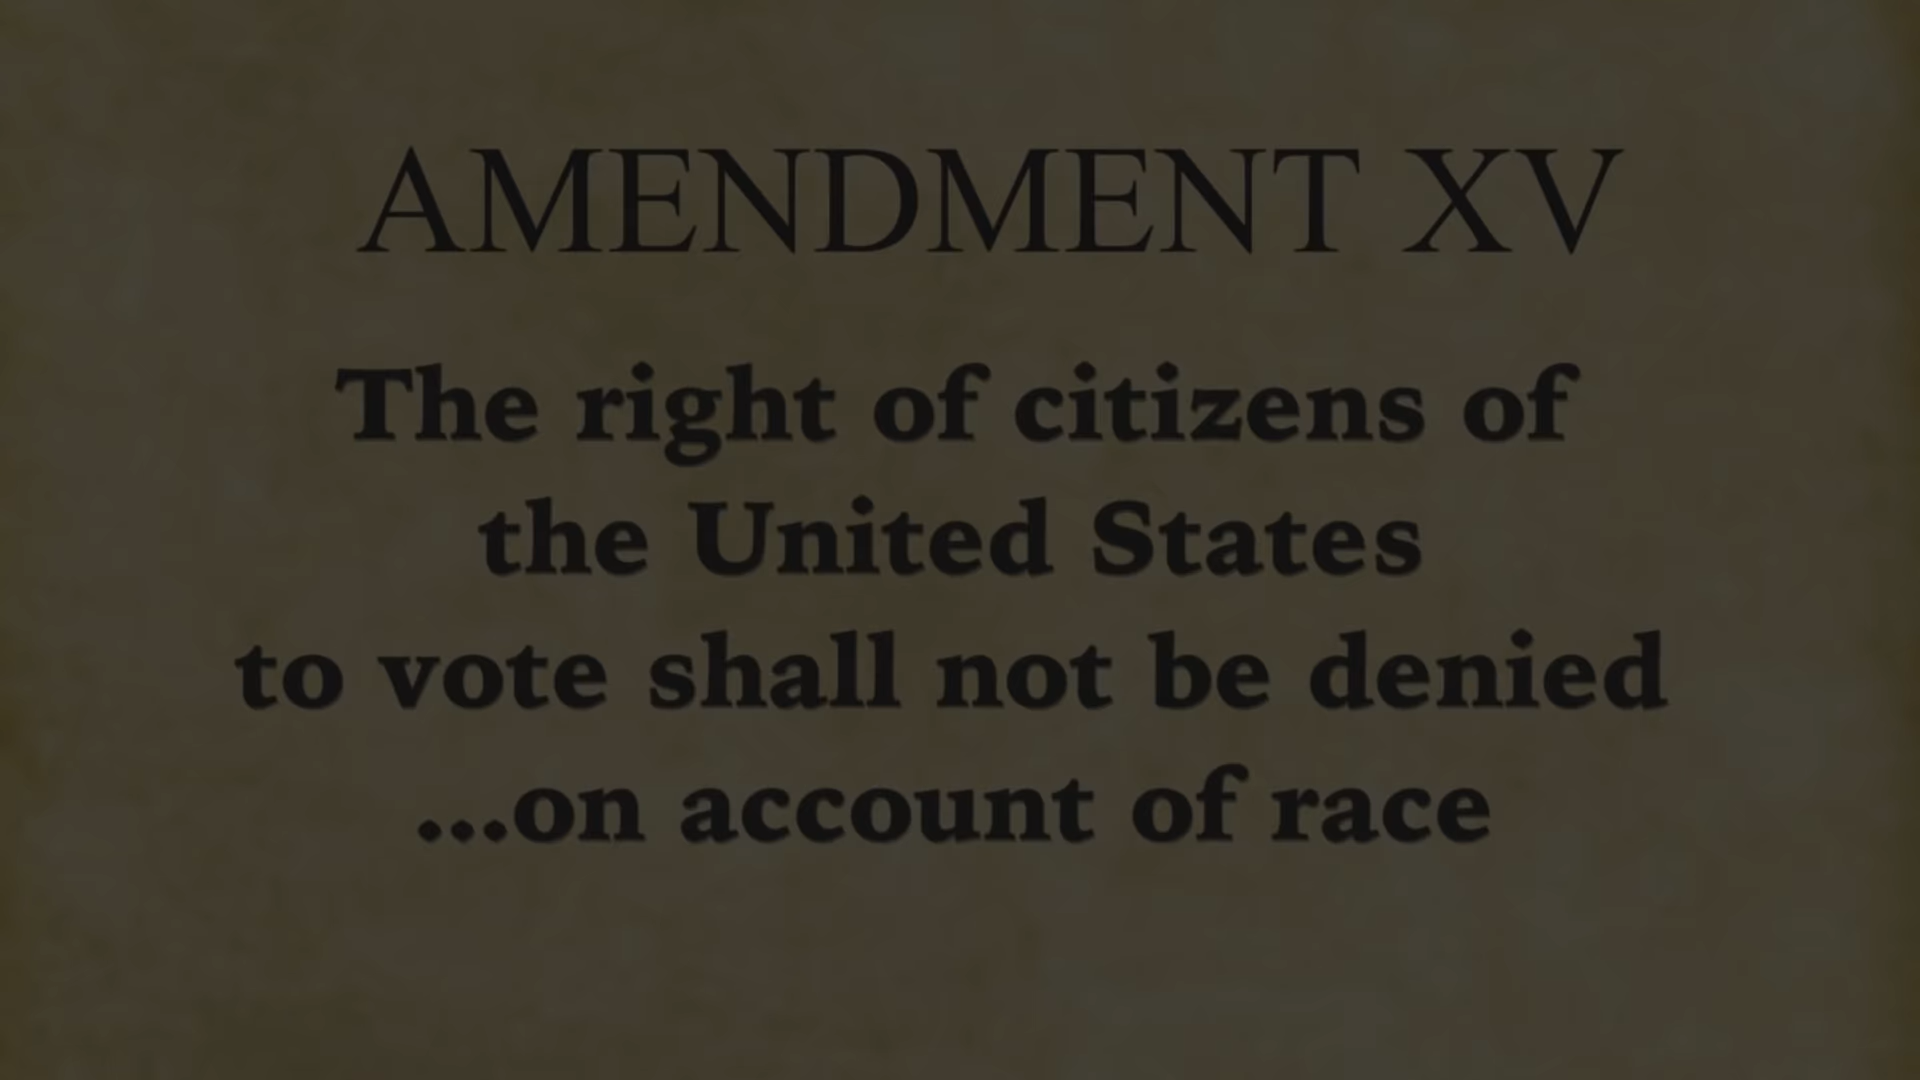 AMENDMENT XV
The right of citizens of
the United States
to vote shall not be denied
...on account of race